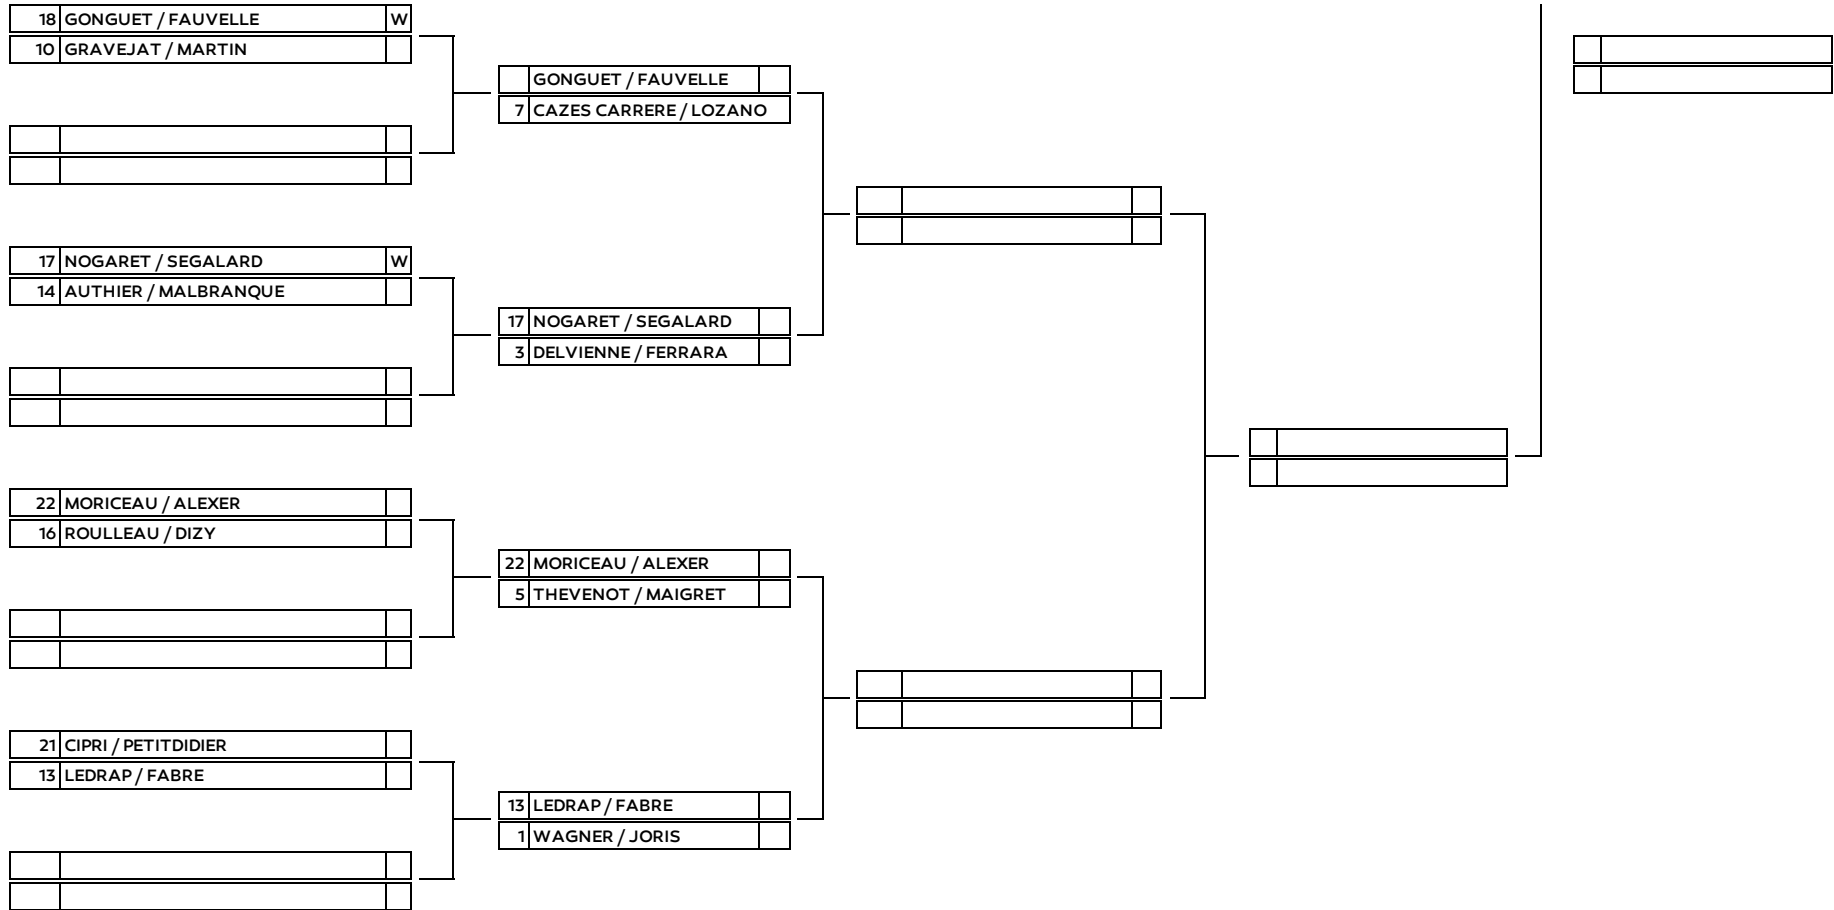 18 GONGUET / FAUVELLE W
10 GRAVEJAT / MARTIN
GONGUET / FAUVELLE
7 CAZES CARRERE / LOZANO
17 NOGARET / SEGALARD W
14 AUTHIER / MALBRANQUE
17 NOGARET / SEGALARD
3 DELVIENNE / FERRARA
22 MORICEAU / ALEXER
16 ROULLEAU / DIZY
22 MORICEAU / ALEXER
5 THEVENOT / MAIGRET
21 CIPRI / PETITDIDIER
13 LEDRAP / FABRE
13 LEDRAP / FABRE
1 WAGNER / JORIS